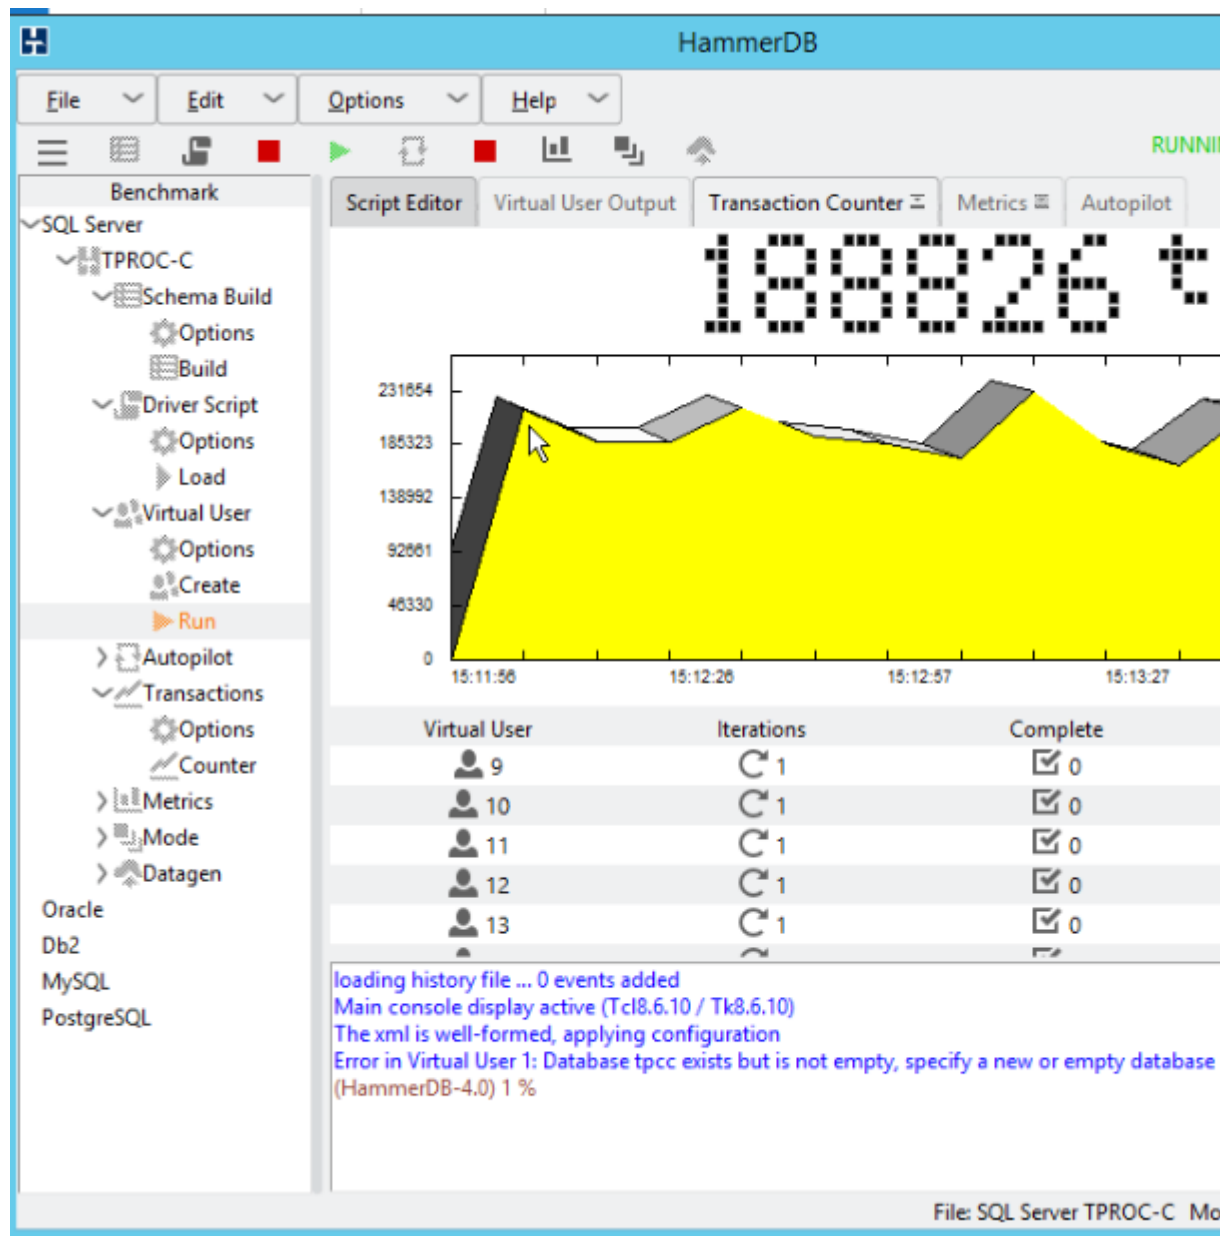 HammerDB
File Edit Options Help
RUNNI
Benchmark
SQL Server
TPROC-C
Schema Build
Options
Build
Driver Script
Options
Load
Virtual User
Options
Create
Run
Autopilot
Transactions
Options
Counter
Metrics
Mode
Datagen
Oracle
Db2
MySQL
PostgreSQL
Script Editor Virtual User Output Transaction Counter Metrics Autopilot
188826 t
231654
185323
138992
92661
46330
0
15:11:56 15:12:26 15:12:57 15:13:27
Virtual User Iterations Complete
9 1 0
10 1 0
11 1 0
12 1 0
13 1 0
loading history file ... 0 events added
Main console display active (Tcl8.6.10 / Tk8.6.10)
The xml is well-formed, applying configuration
Error in Virtual User 1: Database tpcc exists but is not empty, specify a new or empty database
(HammerDB-4.0) 1 %
File: SQL Server TPROC-C Mo